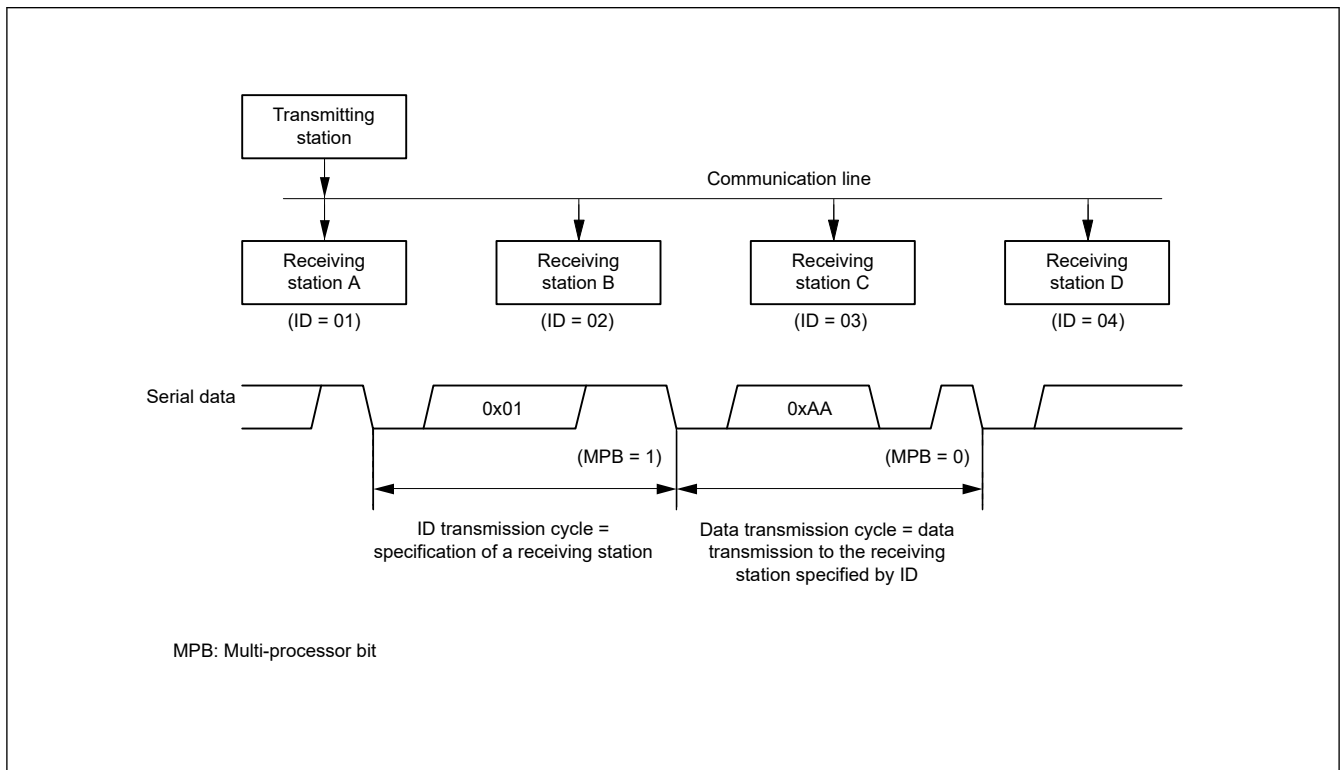 Transmitting
station
Communication line
Receiving
station A
Receiving
station B
Receiving
station C
Receiving
station D
(ID = 01)
(ID = 02)
(ID = 03)
(ID = 04)
Serial data
0x01
0xAA
(MPB = 1)
(MPB = 0)
ID transmission cycle =
specification of a receiving station
Data transmission cycle = data
transmission to the receiving
station specified by ID
MPB: Multi-processor bit